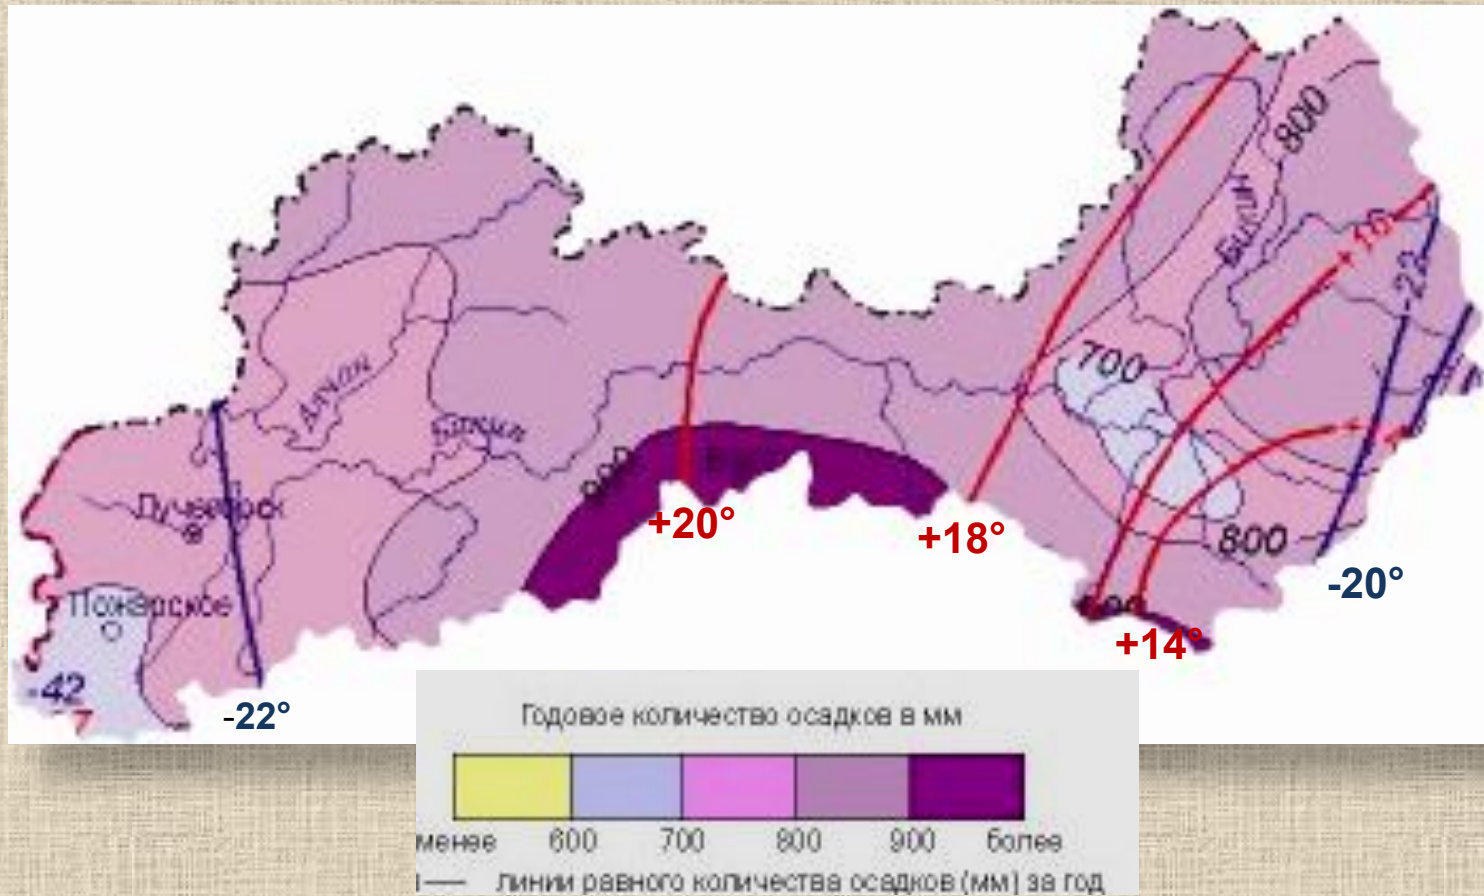 800
Бикин
+16
-22
700
Алчан
Бикин
Лучегорск
+20°
+18°
800
Пожарское
-20°
+14°
-42
-22°
Годовое количество осадков в мм
менее 600 700 800 900 более
линии равного количества осадков (мм) за год